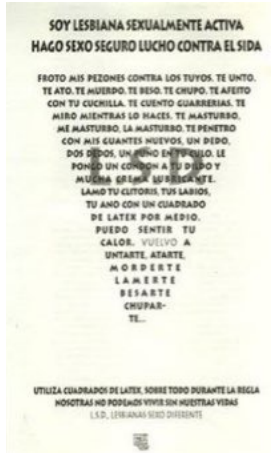 SOY LESBIANA SEXUALMENTE ACTIVA
HAGO SEXO SEGURO LUCHO CONTRA EL SIDA
FROTO MIS PEZONES CONTRA LOS TUYOS. TE UNTO.
TE ATO. TE MUERDO. TE BESO. TE CHUPO. TE AFEITO
CON TU CUCHILLA. TE CUENTO GUARRERIAS. TE
MIRO MIENTRAS LO HACES. TE MASTURBO,
ME MASTURBO, LA MASTURBO. TE PENETRO
CON MIS GUANTES NUEVOS, UN DEDO,
DOS DEDOS, UN PUÑO EN TU CULO. LE
PONGO UN CONDON A TU DILDO Y
MUCHA CREMA LUBRICANTE.
L.S.D.
LAMO TU CLITORIS, TUS LABIOS,
TU ANO CON UN CUADRADO
DE LATEX POR MEDIO.
PUEDO SENTIR TU
CALOR. VUELVO A
UNTARTE, ATARTE,
MORDERTE
LAMERTE
BESARTE
CHUPAR-
TE...
UTILIZA CUADRADOS DE LATEX, SOBRE TODO DURANTE LA REGLA
NOSOTRAS NO PODEMOS VIVIR SIN NUESTRAS VIDAS
L.S.D., LESBIANAS SEXO DIFERENTE